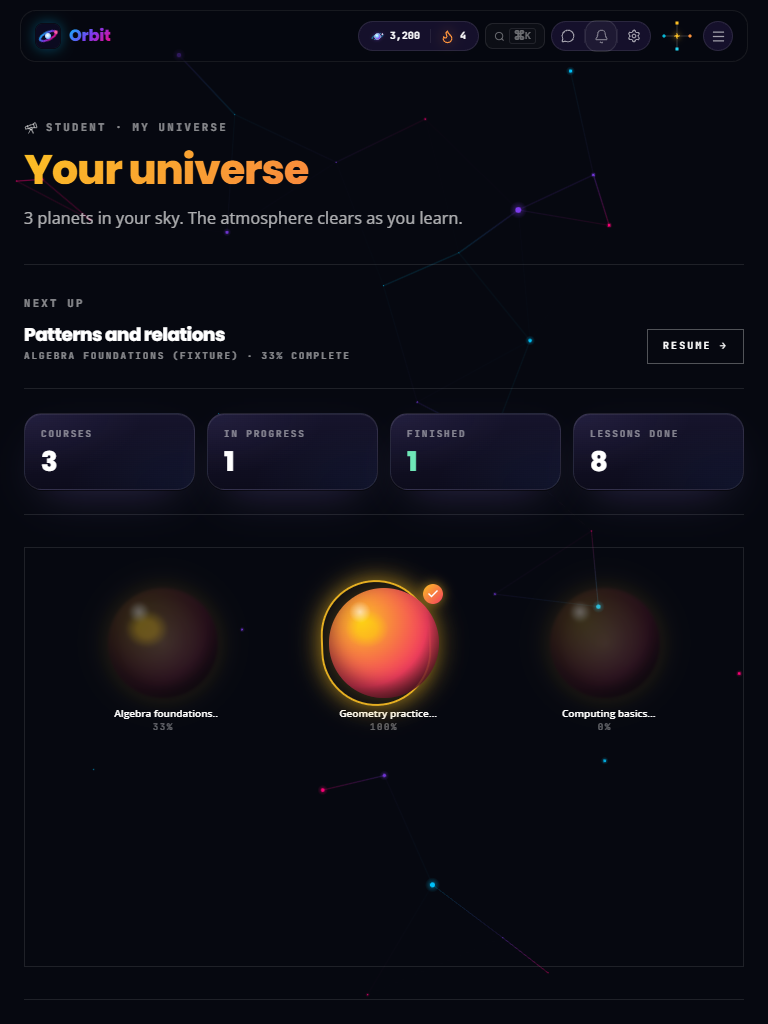 Orbit
3,200 4 ⌘K
STUDENT · MY UNIVERSE
Your universe
3 planets in your sky. The atmosphere clears as you learn.
NEXT UP
Patterns and relations
ALGEBRA FOUNDATIONS (FIXTURE) · 33% COMPLETE
RESUME →
COURSES
3
IN PROGRESS
1
FINISHED
1
LESSONS DONE
8
Algebra foundations..
33%
Geometry practice...
100%
Computing basics...
0%